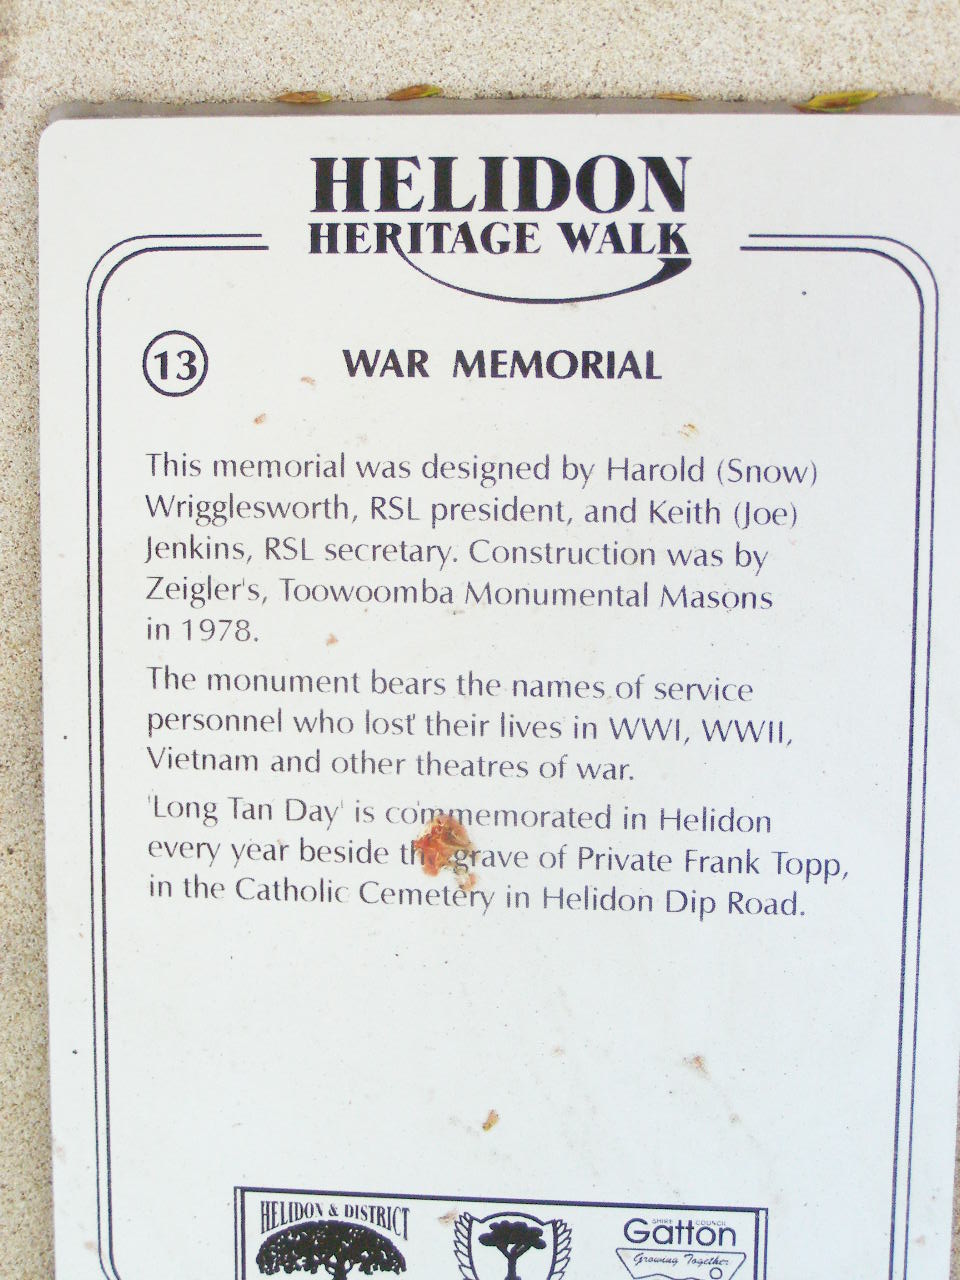 HELIDON
HERITAGE WALK
13
WAR MEMORIAL
This memorial was designed by Harold (Snow)
Wrigglesworth, RSL president, and Keith (Joe)
Jenkins, RSL secretary. Construction was by
Zeigler's, Toowoomba Monumental Masons
in 1978.
The monument bears the names of service
personnel who lost their lives in WWI, WWII,
Vietnam and other theatres of war.
'Long Tan Day' is commemorated in Helidon
every year beside the grave of Private Frank Topp,
in the Catholic Cemetery in Helidon Dip Road.
HELIDON & DISTRICT
SHIRE COUNCIL
Gatton
Growing Together